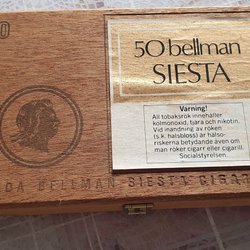 50 bellman
SIESTA
Varning!
All tobaksrök innehåller
kolmonoxid, tjära och nikotin.
Vid inandning av röken
(s.k. halsbloss) är hälso-
riskerna betydande även om
man röker cigarr eller cigarill.
Socialstyrelsen.
BELLMAN SIESTA